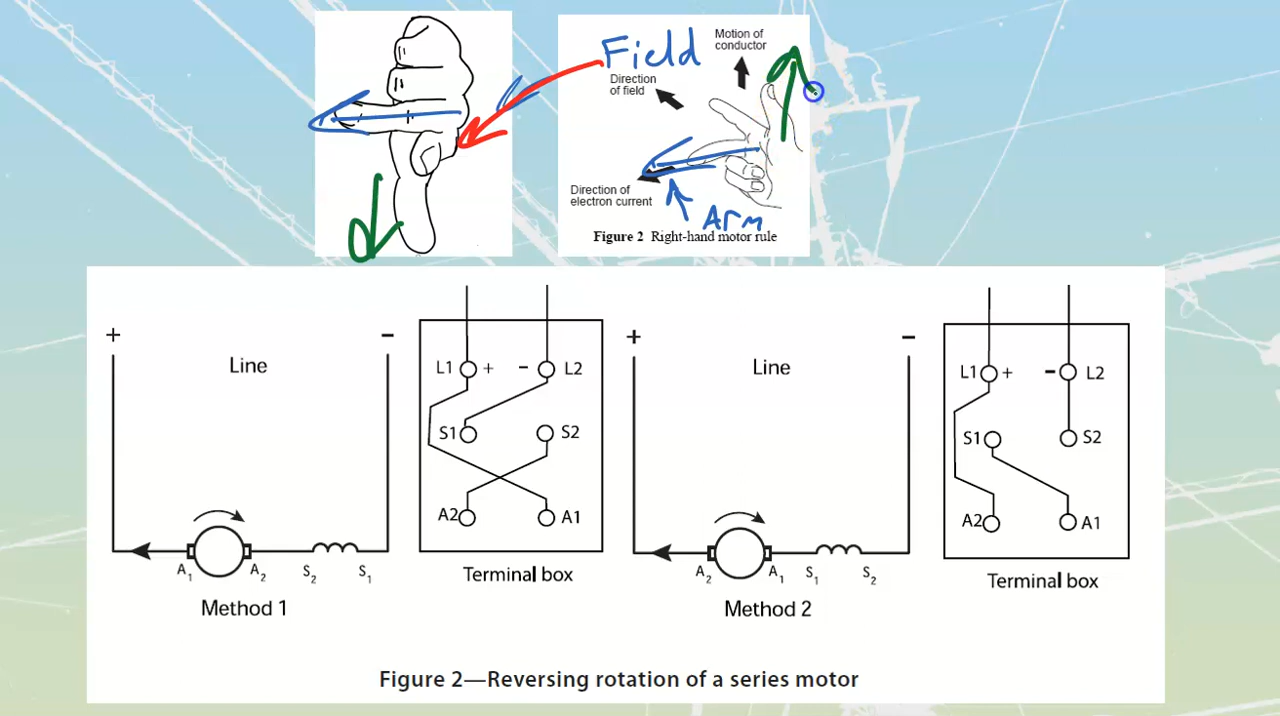 Field
Motion of
conductor
Direction
of field
Direction of
electron current
Arm
Figure 2 Right-hand motor rule
+
-
Line
A1
A2
S2
S1
Method 1
L1
+
-
L2
S1
S2
A2
A1
Terminal box
+
-
Line
A2
A1
S1
S2
Method 2
L1
+
-
L2
S1
S2
A2
A1
Terminal box
Figure 2—Reversing rotation of a series motor